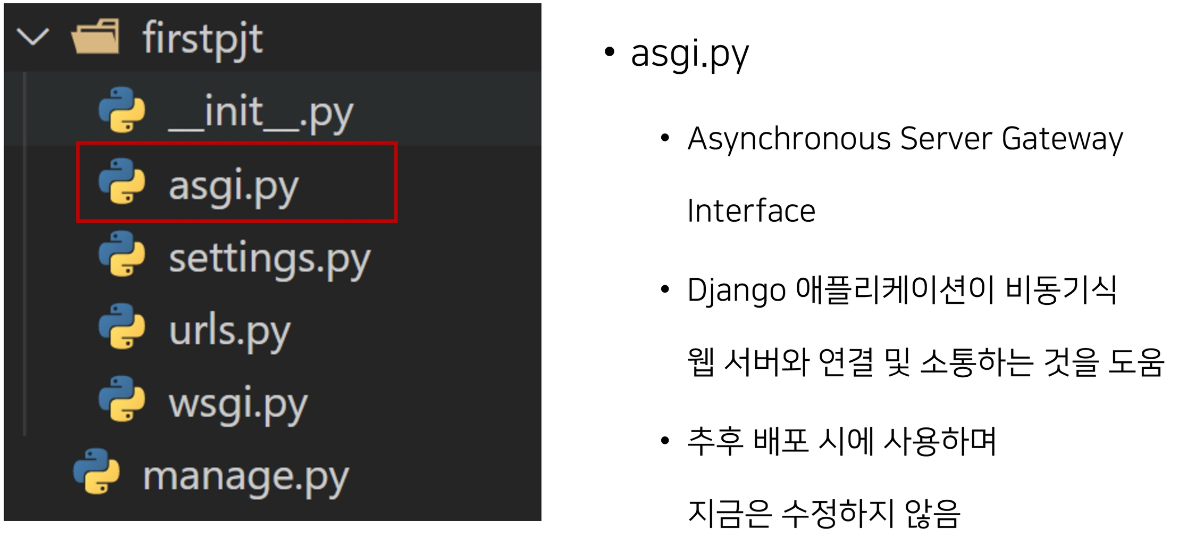 firstpjt
__init__.py
asgi.py
settings.py
urls.py
wsgi.py
manage.py
• asgi.py
• Asynchronous Server Gateway
Interface
• Django 애플리케이션이 비동기식
웹 서버와 연결 및 소통하는 것을 도움
• 추후 배포 시에 사용하며
지금은 수정하지 않음